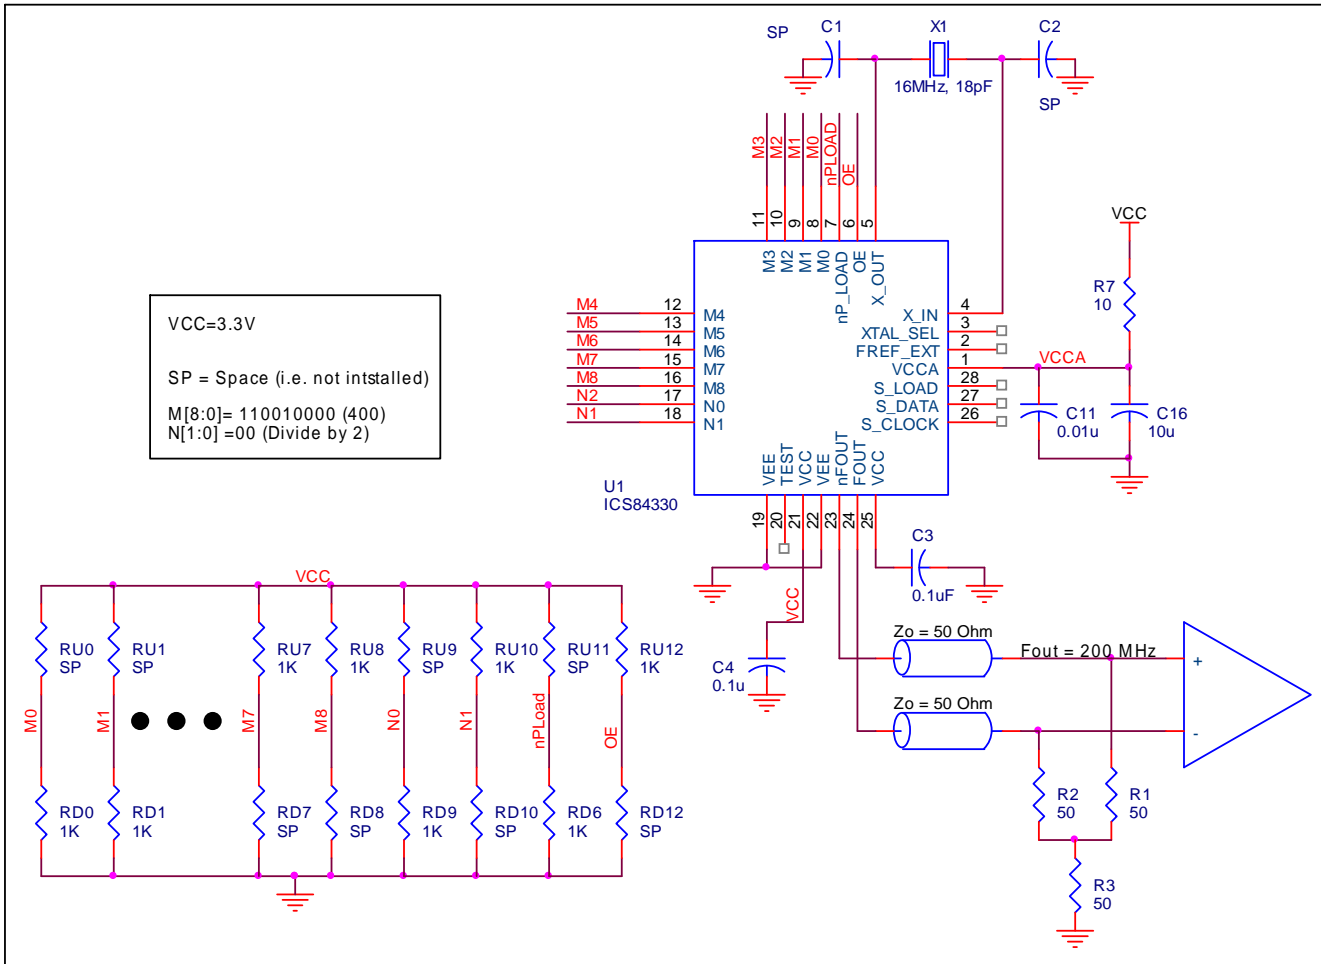 SP
C1
X1
C2
16MHz, 18pF
SP
M3
M2
M1
M0
nPLOAD
OE
11
10
9
8
7
6
5
M3
M2
M1
M0
nP_LOAD
OE
X_OUT
VCC
R7
10
VCCA
C11
0.01u
C16
10u
M4
M5
M6
M7
M8
N2
N1
12
13
14
15
16
17
18
M4
M5
M6
M7
M8
N0
N1
X_IN
XTAL_SEL
FREF_EXT
VCCA
S_LOAD
S_DATA
S_CLOCK
4
3
2
1
28
27
26
VCC=3.3V
SP = Space (i.e. not intstalled)
M[8:0]= 110010000 (400)
N[1:0] =00 (Divide by 2)
VEE
TEST
VCC
VEE
nFOUT
FOUT
VCC
U1
ICS84330
19
20
21
22
23
24
25
C3
0.1uF
VCC
C4
0.1u
Zo = 50 Ohm
Fout = 200 MHz
Zo = 50 Ohm
+
-
R2
50
R1
50
R3
50
VCC
RU0
SP
RU1
SP
RU7
1K
RU8
1K
RU9
SP
RU10
1K
RU11
SP
RU12
1K
M0
M1
M7
M8
N0
N1
nPLoad
OE
RD0
1K
RD1
1K
RD7
SP
RD8
SP
RD9
1K
RD10
SP
RD6
1K
RD12
SP